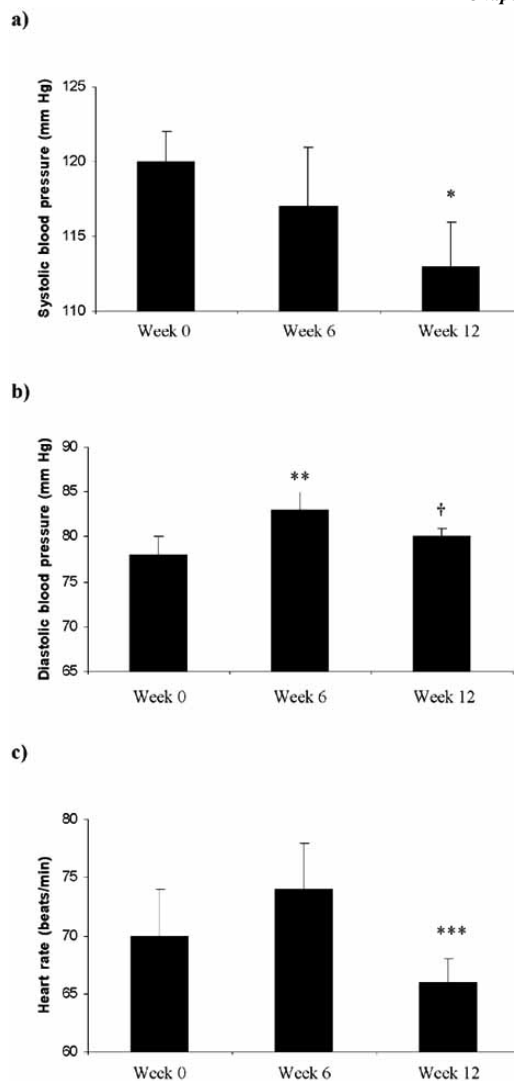 a)
Systolic blood pressure (mm Hg)
125
120
115
110
*
Week 0 Week 6 Week 12
b)
Diastolic blood pressure (mm Hg)
90
85
80
75
70
65
**
†
Week 0 Week 6 Week 12
c)
Heart rate (beats/min)
80
75
70
65
60
***
Week 0 Week 6 Week 12